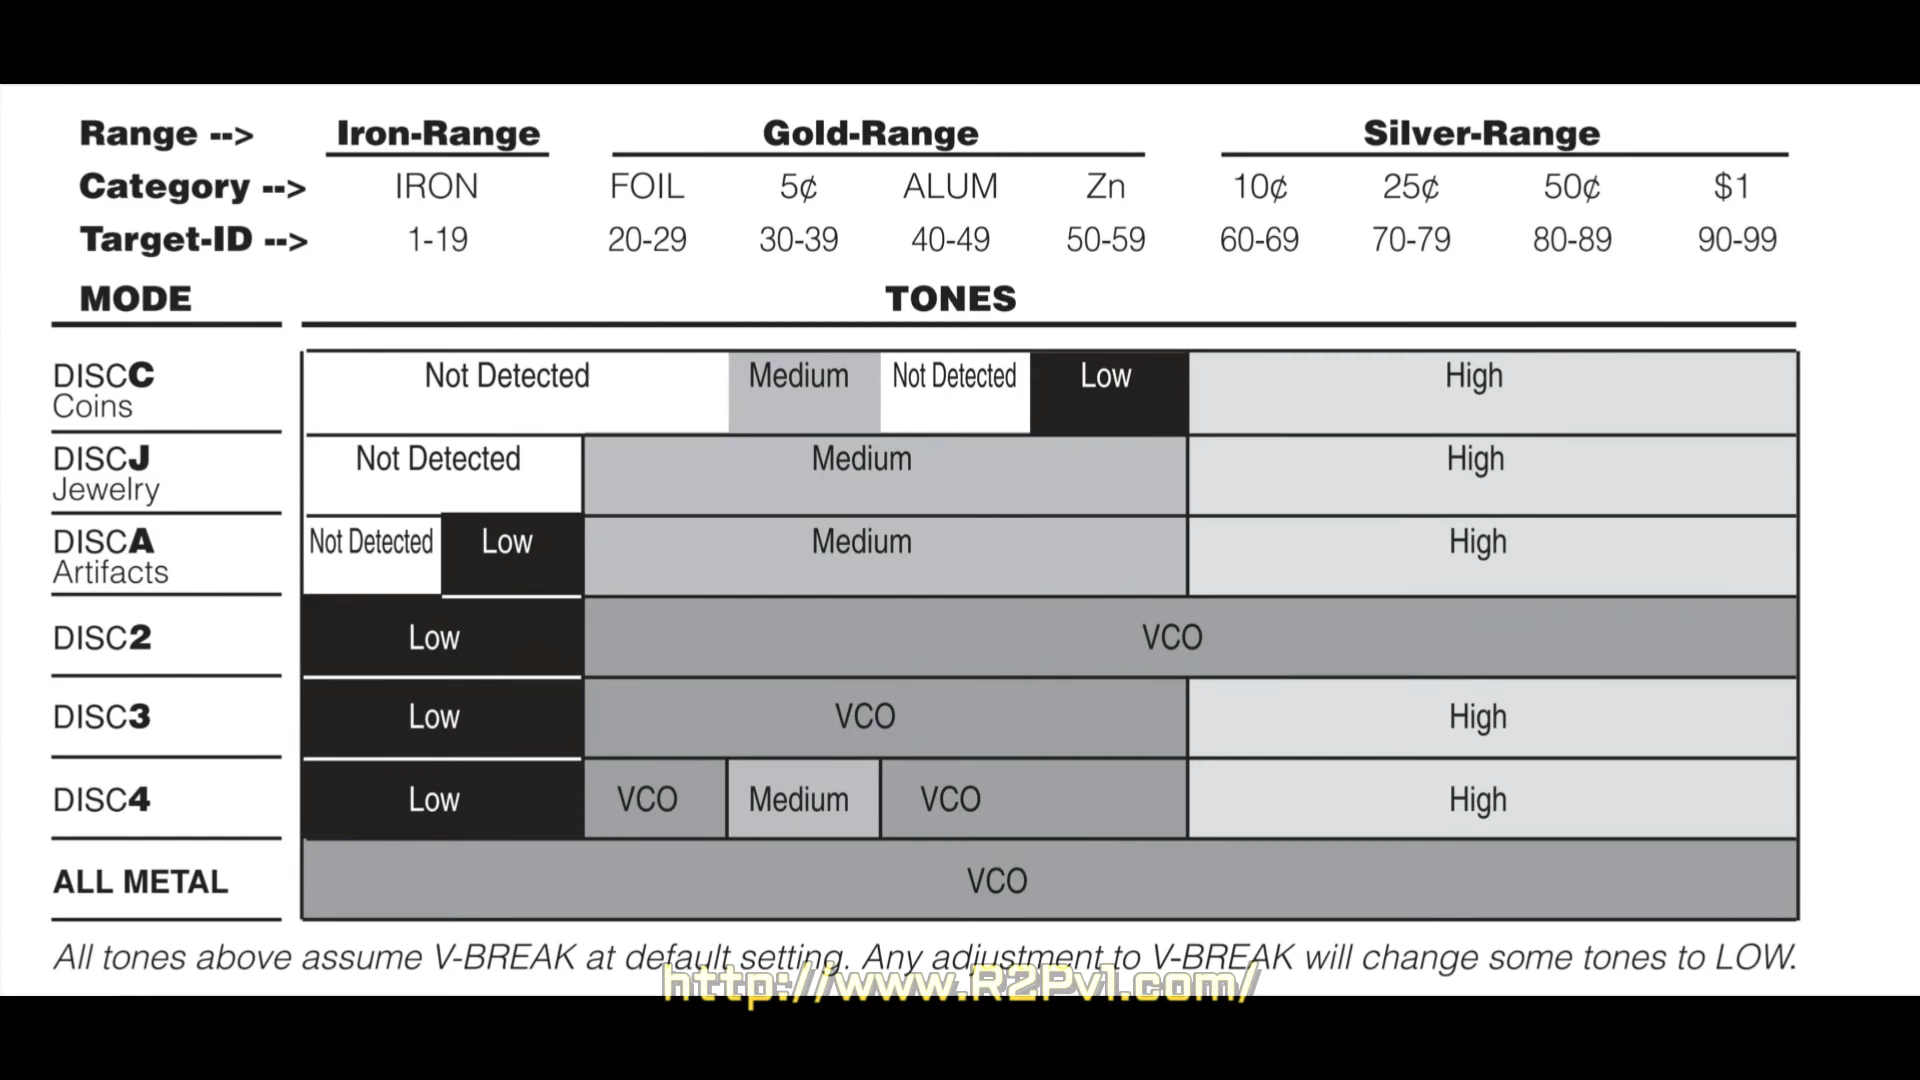 Range --> Iron-Range Gold-Range Silver-Range
Category --> IRON FOIL 5¢ ALUM Zn 10¢ 25¢ 50¢ $1
Target-ID --> 1-19 20-29 30-39 40-49 50-59 60-69 70-79 80-89 90-99
MODE TONES
DISCC Not Detected Medium Not Detected Low High
Coins
DISCJ Not Detected Medium High
Jewelry
DISCA Not Detected Low Medium High
Artifacts
DISC2 Low VCO
DISC3 Low VCO High
DISC4 Low VCO Medium VCO High
ALL METAL VCO
All tones above assume V-BREAK at default setting. Any adjustment to V-BREAK will change some tones to LOW.
http://www.R2Pv1.com/